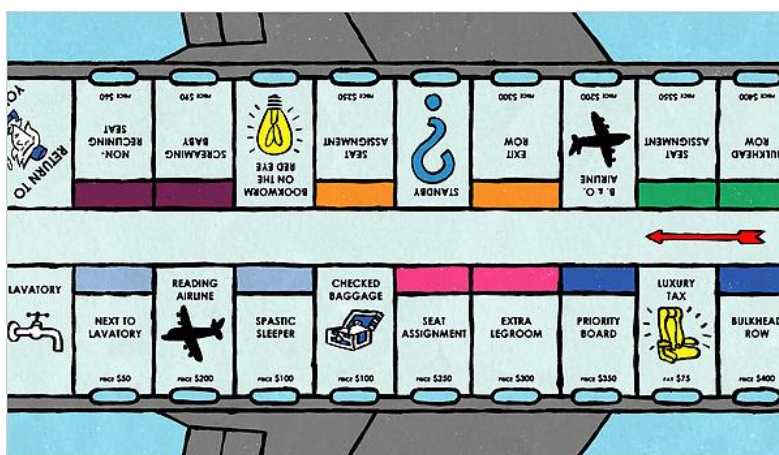 RETURN TO
YO
PRICE $60
NON-
RECLINING
SEAT
PRICE $90
SCREAMING
BABY
BOOKWORM
ON THE
RED EYE
PRICE $250
SEAT
ASSIGNMENT
STANDBY
PRICE $300
EXIT
ROW
PRICE $200
B. & O.
AIRLINE
PRICE $350
SEAT
ASSIGNMENT
PRICE $400
BULKHEAD
ROW
LAVATORY
NEXT TO
LAVATORY
PRICE $50
READING
AIRLINE
PRICE $200
SPASTIC
SLEEPER
PRICE $100
CHECKED
BAGGAGE
PRICE $100
SEAT
ASSIGNMENT
PRICE $250
EXTRA
LEGROOM
PRICE $300
PRIORITY
BOARD
PRICE $350
LUXURY
TAX
PAY $75
BULKHEAD
ROW
PRICE $400